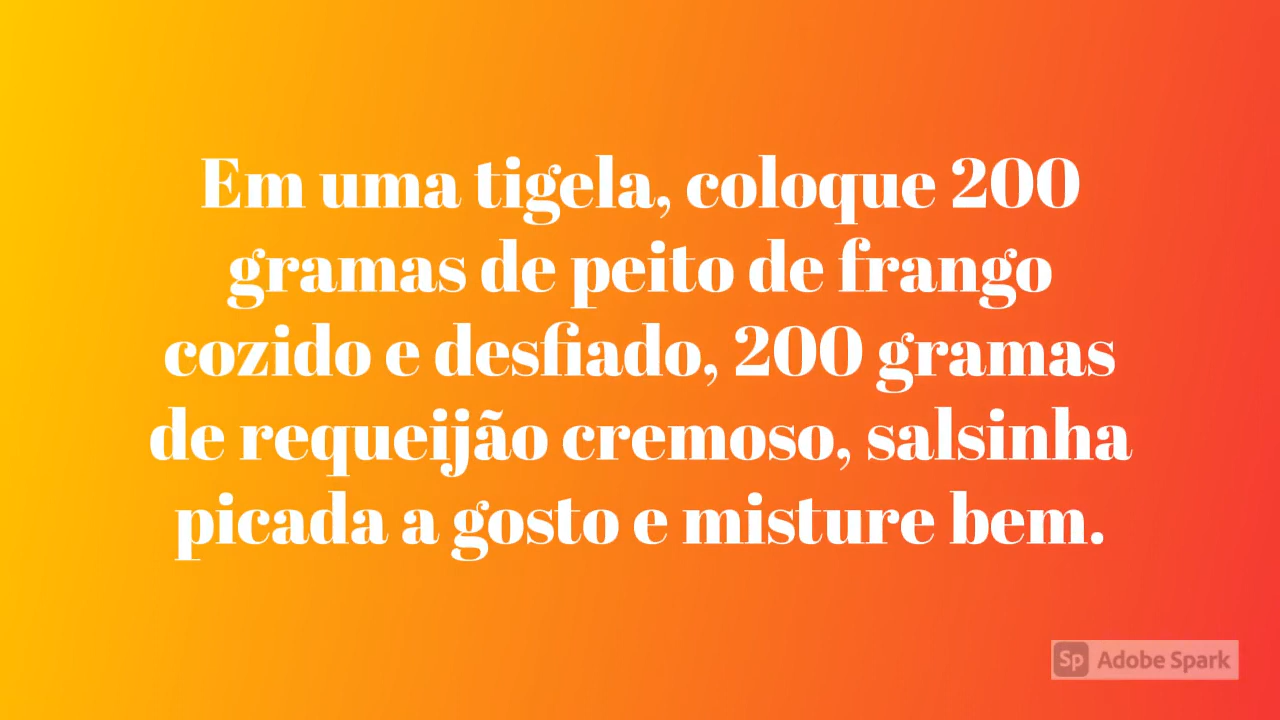 Em uma tigela, coloque 200
gramas de peito de frango
cozido e desfiado, 200 gramas
de requeijão cremoso, salsinha
picada a gosto e misture bem.
Sp Adobe Spark